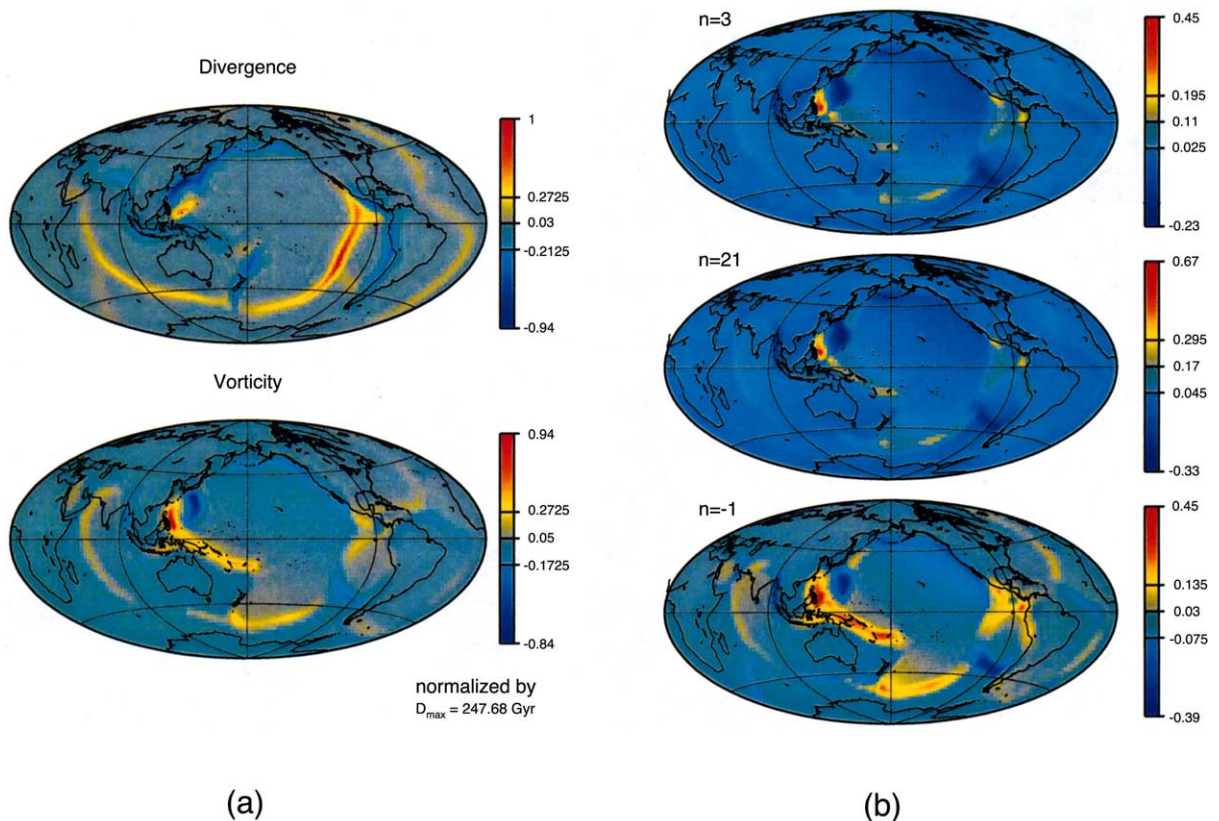 Divergence
1
0.2725
0.03
-0.2125
-0.94
Vorticity
0.94
0.2725
0.05
-0.1725
-0.84
normalized by
Dmax = 247.68 Gyr
(a)
n=3
0.45
0.195
0.11
0.025
-0.23
n=21
0.67
0.295
0.17
0.045
-0.33
n=-1
0.45
0.135
0.03
-0.075
-0.39
(b)